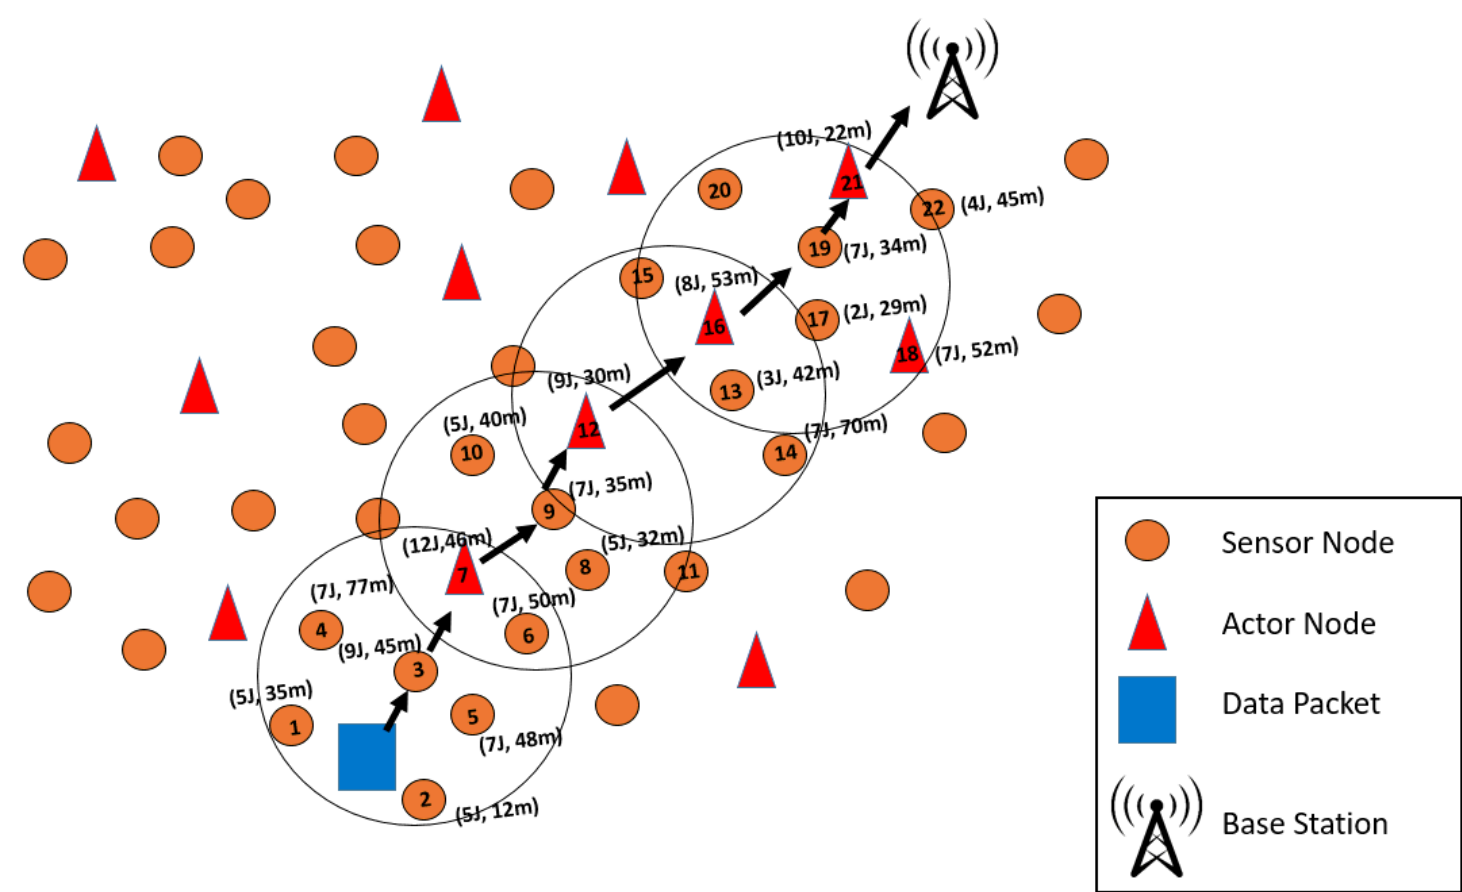 (10J, 22m)
21
20
22
(4J, 45m)
19
(7J, 34m)
15
(8J, 53m)
16
17
(2J, 29m)
18
(7J, 52m)
(9J, 30m)
13
(3J, 42m)
12
(5J, 40m)
10
14
(7J, 70m)
9
(7J, 35m)
(12J,46m)
7
8
(5J, 32m)
11
(7J, 77m)
4
(7J, 50m)
6
(9J, 45m)
3
(5J, 35m)
1
5
(7J, 48m)
2
(5J, 12m)
Sensor Node
Actor Node
Data Packet
Base Station